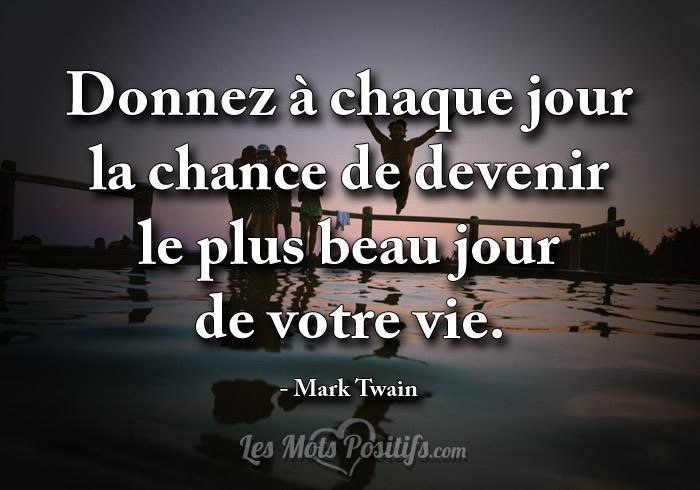 Donnez à chaque jour
la chance de devenir
le plus beau jour
de votre vie.
- Mark Twain
Les Mots Positifs.com